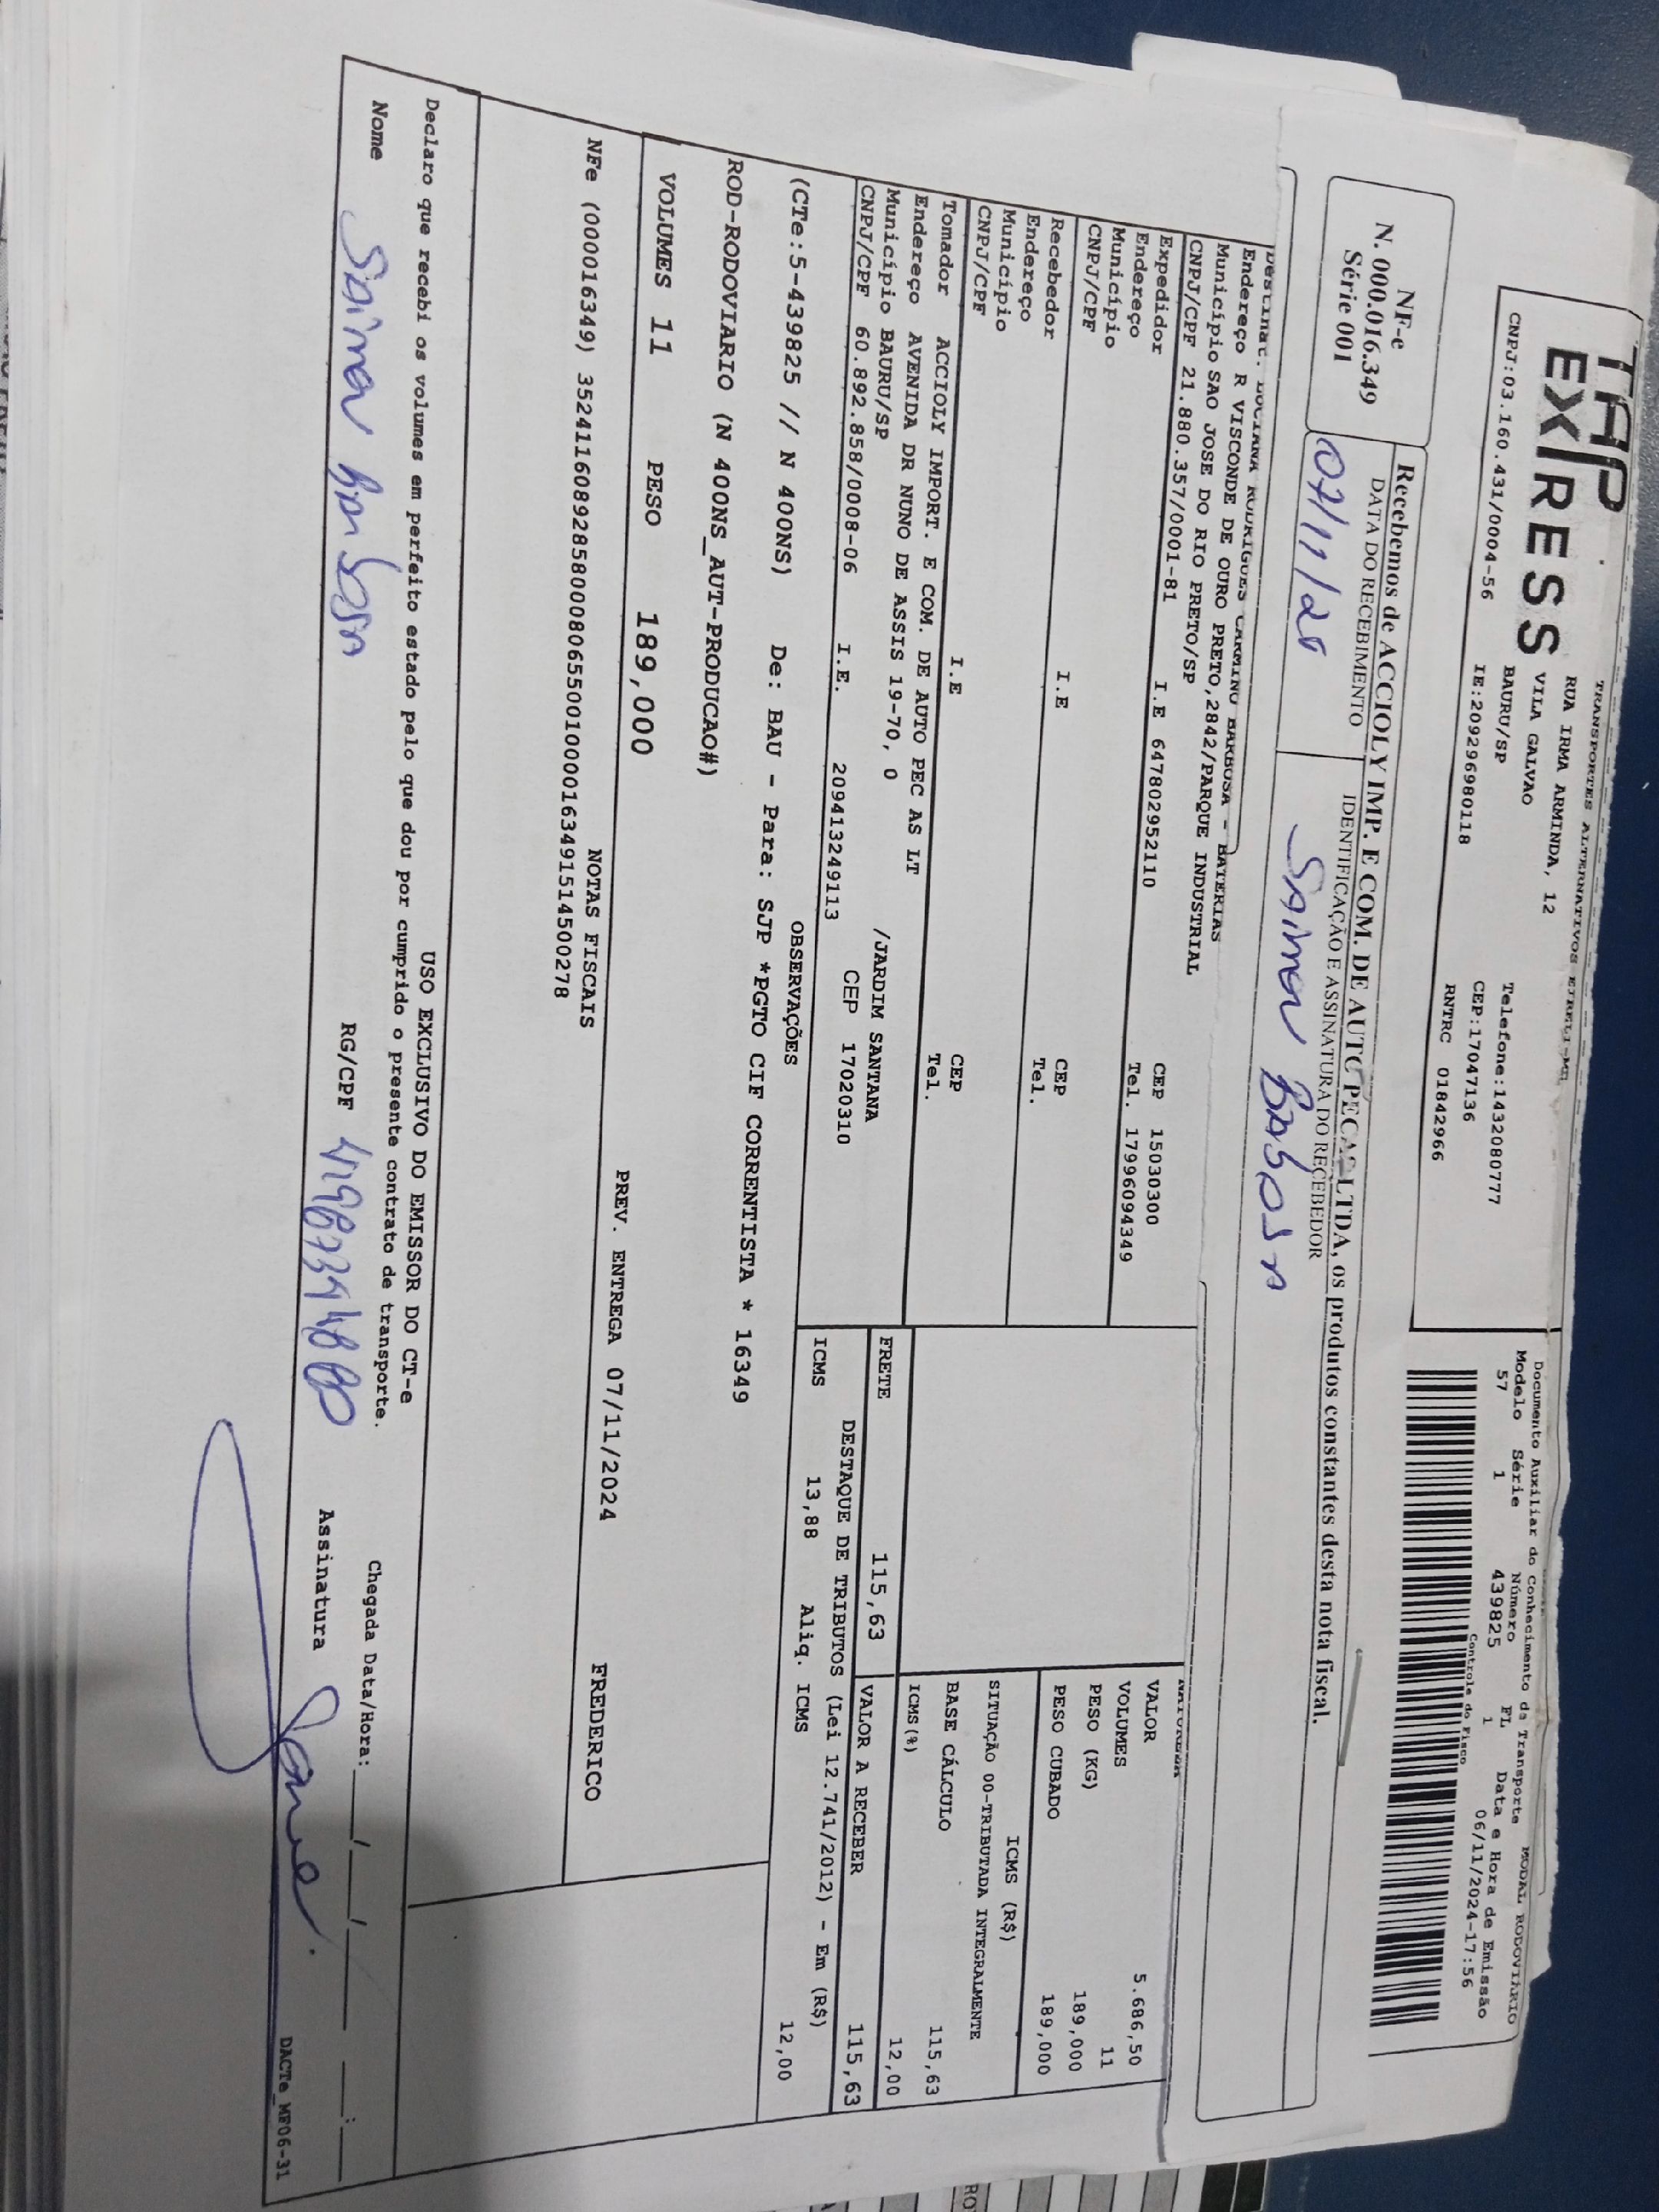 TAP EXPRESS
TRANSPORTES ALTERNATIVOS EIRELI-ME
RUA IRMA ARMINDA, 12
VILA GALVAO
BAURU/SP
Telefone:1432080777
CEP:17047136
CNPJ:03.160.431/0004-56 IE:209296980118 RNTRC 01842966
Documento Auxiliar do Conhecimento de Transporte MODAL RODOVIÁRIO
Modelo Série Número FL Data e Hora de Emissão
57 1 439825 1 06/11/2024-17:56
Controle do Fisco
NF-e
N. 000.016.349
Série 001
Recebemos de ACCIOLY IMP. E COM. DE AUTO PECAS LTDA, os produtos constantes desta nota fiscal.
DATA DO RECEBIMENTO IDENTIFICAÇÃO E ASSINATURA DO RECEBEDOR
07/11/20
Destinat. LUCIANA RODRIGUES CARMINO BARBOSA - BATERIAS
Endereço R VISCONDE DE OURO PRETO,2842/PARQUE INDUSTRIAL
Município SAO JOSE DO RIO PRETO/SP CEP 15030300
CNPJ/CPF 21.880.357/0001-81 I.E 647802952110 Tel. 17996094349
Expedidor
Endereço
Município CEP
CNPJ/CPF I.E Tel.
Recebedor
Endereço
Município CEP
CNPJ/CPF I.E Tel.
Tomador ACCIOLY IMPORT. E COM. DE AUTO PEC AS LT
Endereço AVENIDA DR NUNO DE ASSIS 19-70, 0 /JARDIM SANTANA
Município BAURU/SP CEP 17020310
CNPJ/CPF 60.892.858/0008-06 I.E. 209413249113
NATUREZA
VALOR 5.686,50
VOLUMES 11
PESO (KG) 189,000
PESO CUBADO 189,000
ICMS (R$)
SITUAÇÃO 00-TRIBUTADA INTEGRALMENTE
BASE CÁLCULO 115,63
ICMS(%) 12,00
FRETE 115,63 VALOR A RECEBER 115,63
DESTAQUE DE TRIBUTOS (Lei 12.741/2012) - Em (R$)
ICMS 13,88 Aliq. ICMS 12,00
OBSERVAÇÕES
(CTe:5-439825 // N 400NS) De: BAU - Para: SJP *PGTO CIF CORRENTISTA * 16349
ROD-RODOVIARIO (N 400NS_AUT-PRODUCAO#)
VOLUMES 11 PESO 189,000 PREV. ENTREGA 07/11/2024 FREDERICO
NOTAS FISCAIS
NFe (000016349) 35241160892858000806550010000163491514500278
USO EXCLUSIVO DO EMISSOR DO CT-e
Declaro que recebi os volumes em perfeito estado pelo que dou por cumprido o presente contrato de transporte.
Chegada Data/Hora: ___/___/____ ___:___
Nome RG/CPF Assinatura
DACTe_MF06-31